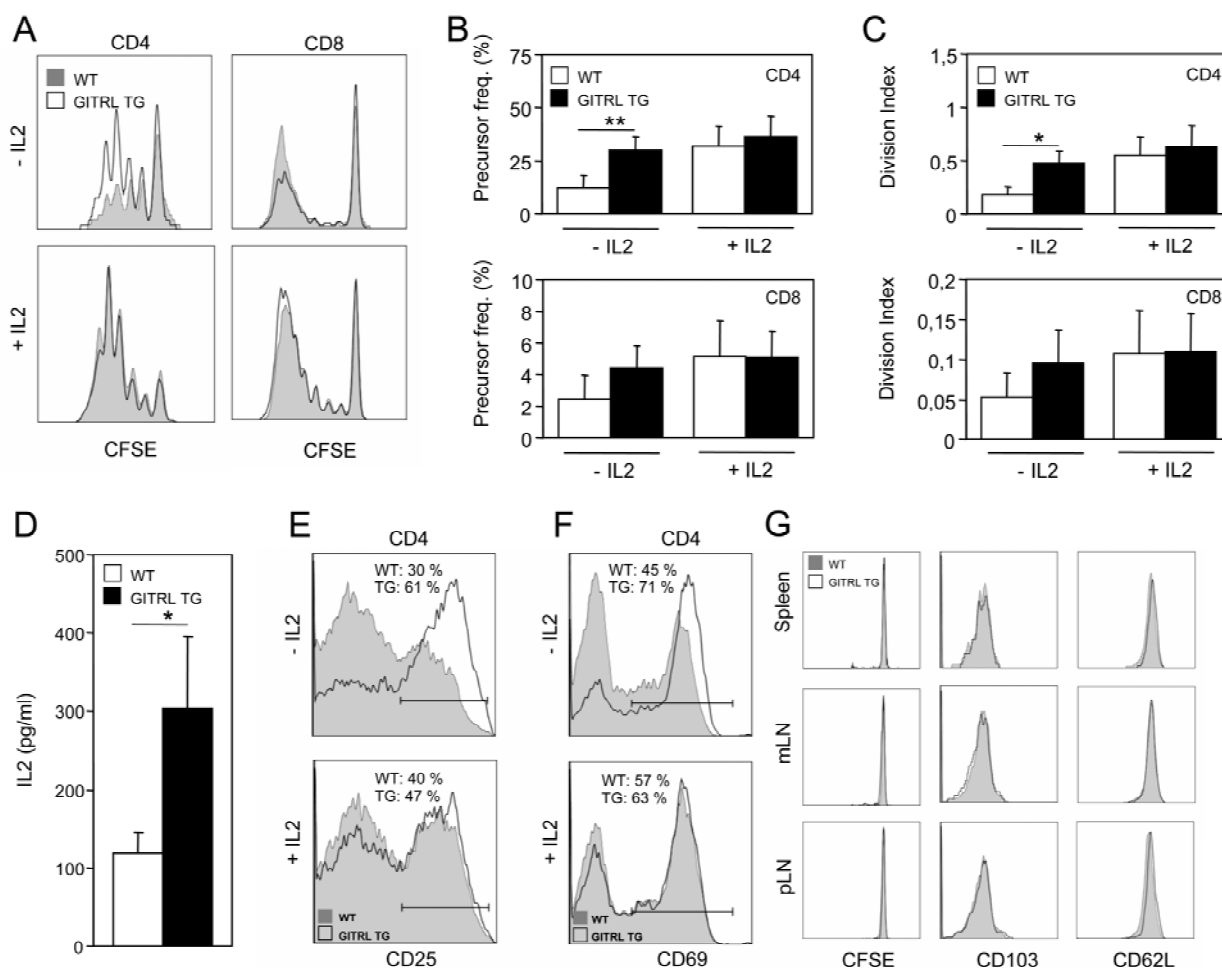 A
CD4
CD8
WT
GITRL TG
- IL2
+ IL2
CFSE
CFSE
B
Precursor freq. (%)
75
50
25
0
WT
GITRL TG
CD4
**
- IL2
+ IL2
Precursor freq. (%)
8
6
4
2
0
CD8
- IL2
+ IL2
C
Division Index
1,5
1
0,5
0
WT
GITRL TG
CD4
*
- IL2
+ IL2
Division Index
0,2
0,15
0,1
0,05
0
CD8
- IL2
+ IL2
D
IL2 (pg/ml)
500
400
300
200
100
0
WT
GITRL TG
*
E
CD4
- IL2
WT: 30 %
TG: 61 %
+ IL2
WT: 40 %
TG: 47 %
WT
GITRL TG
CD25
F
CD4
- IL2
WT: 45 %
TG: 71 %
+ IL2
WT: 57 %
TG: 63 %
WT
GITRL TG
CD69
G
WT
GITRL TG
Spleen
mLN
pLN
CFSE
CD103
CD62L